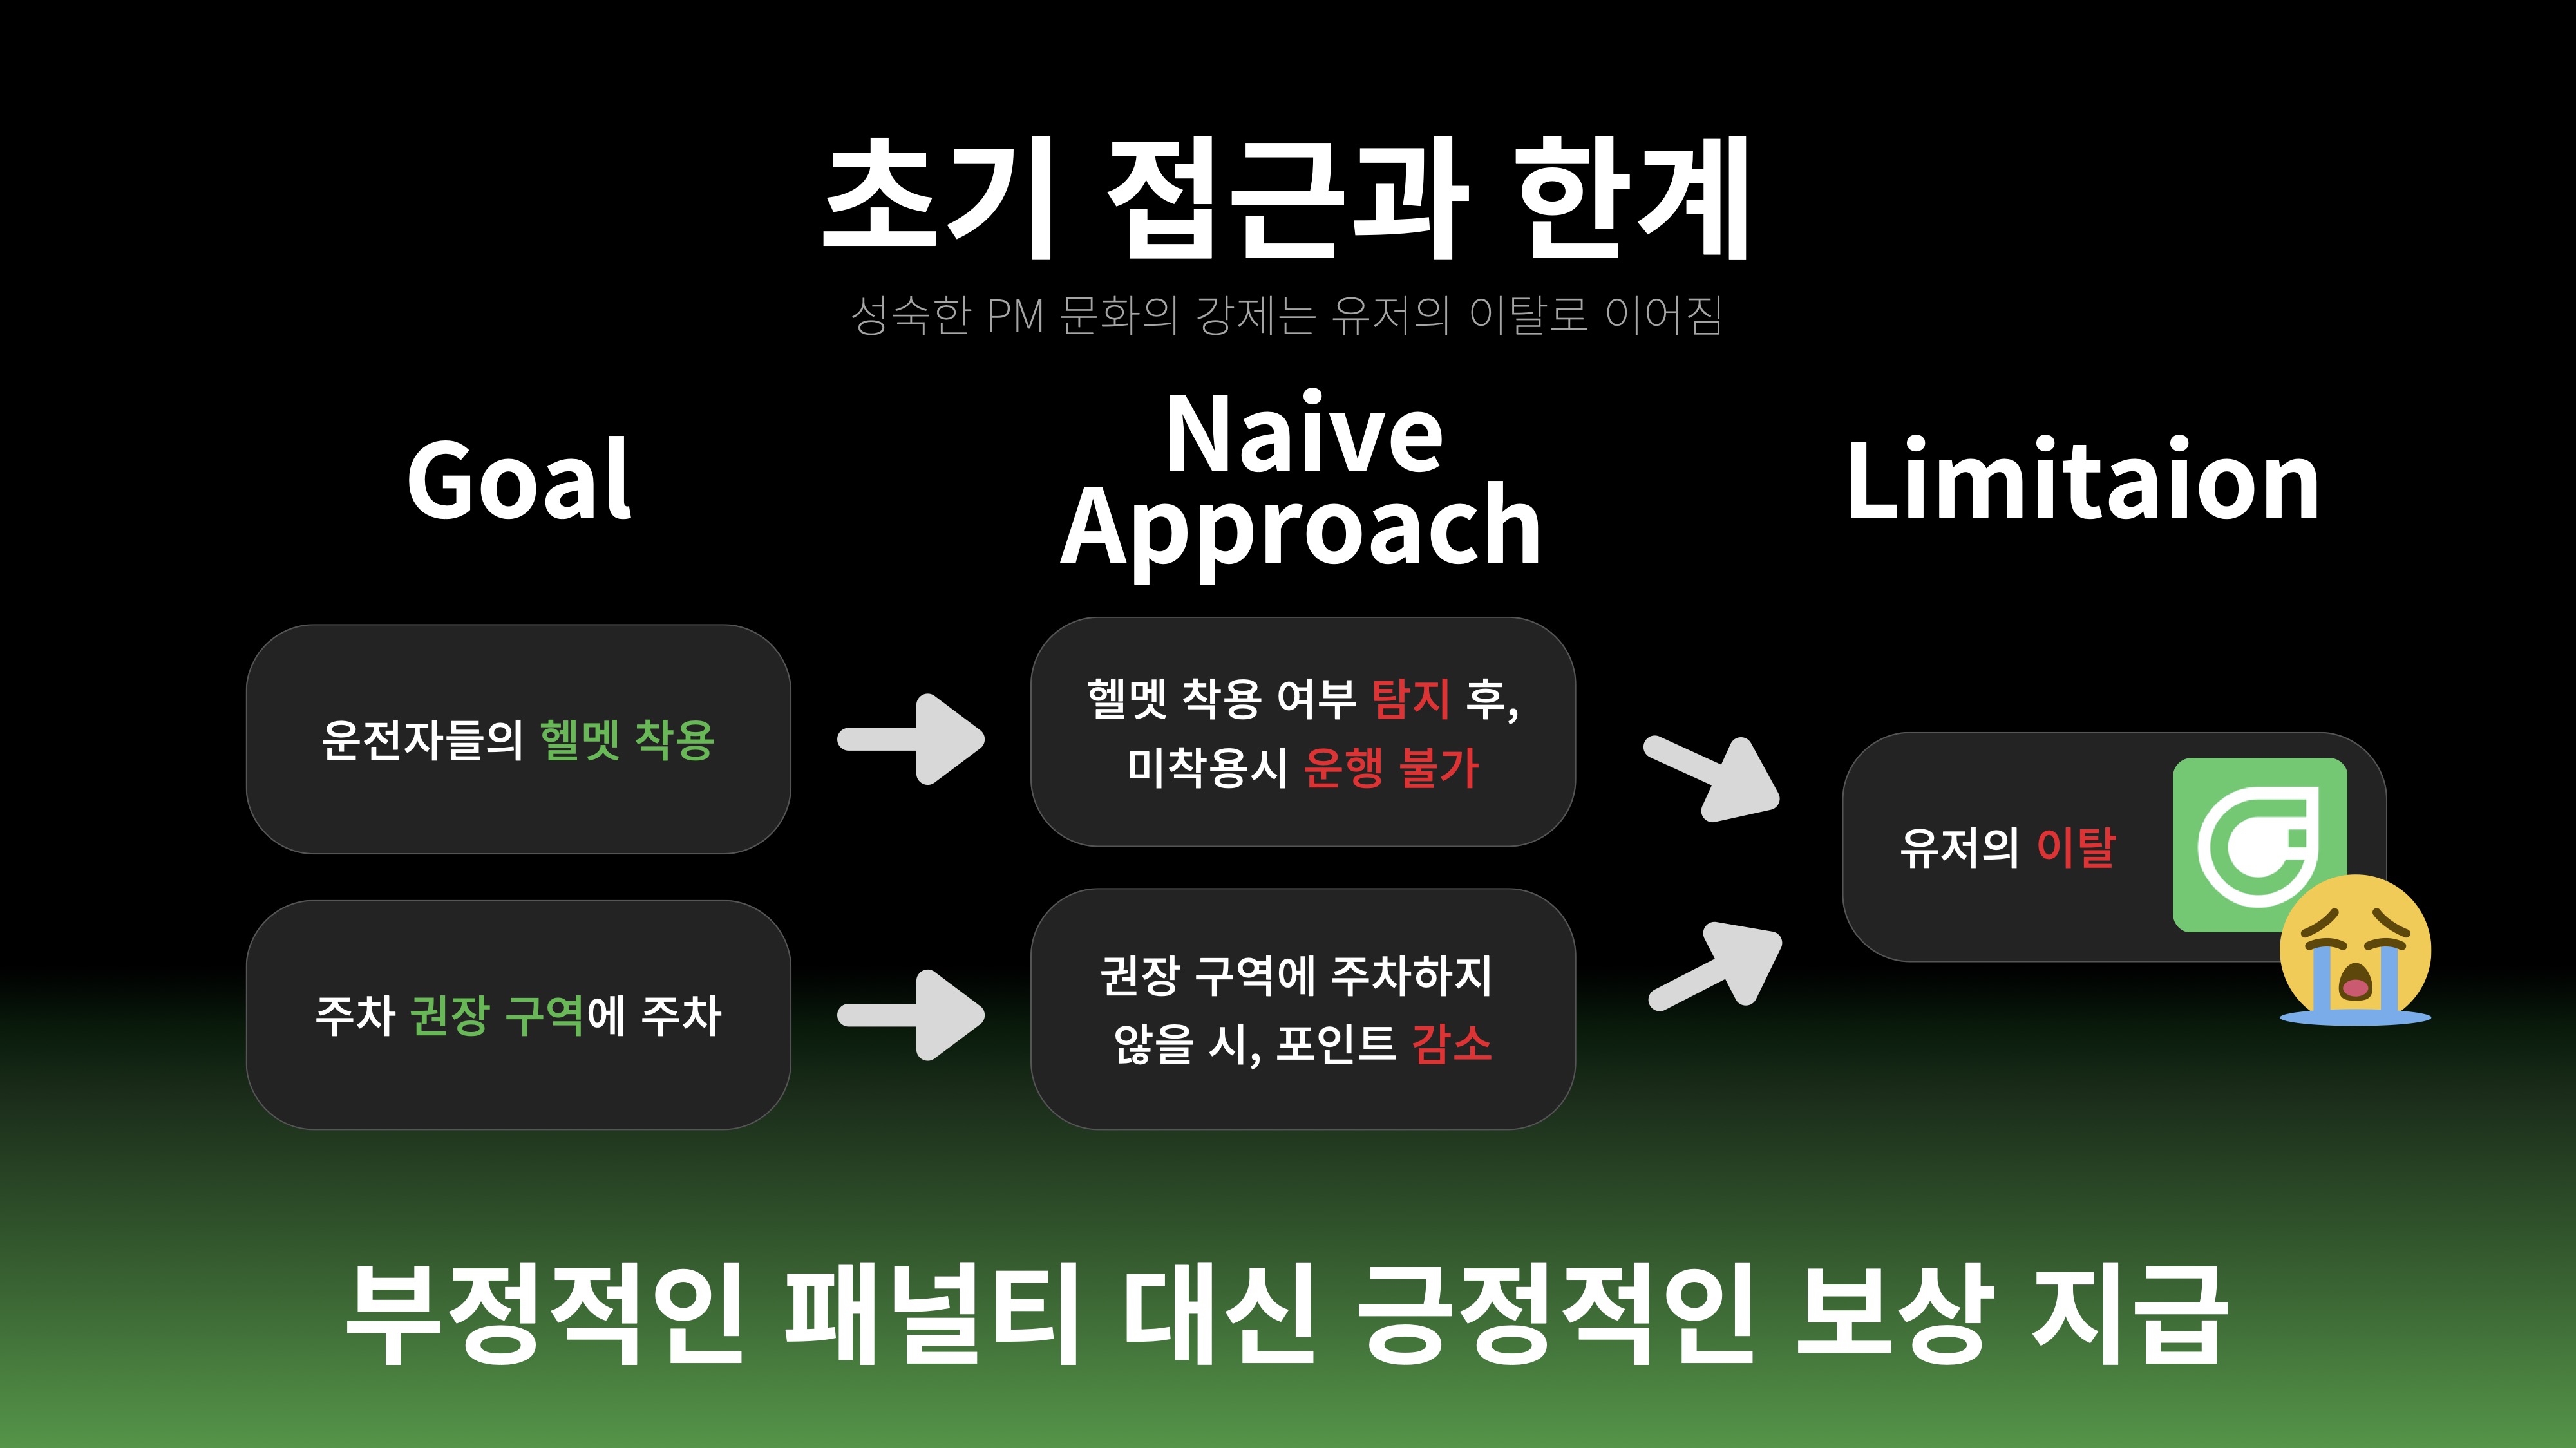 초기 접근과 한계
성숙한 PM 문화의 강제는 유저의 이탈로 이어짐
Goal
Naive
Approach
Limitaion
운전자들의 헬멧 착용
헬멧 착용 여부 탐지 후,
미착용시 운행 불가
유저의 이탈
주차 권장 구역에 주차
권장 구역에 주차하지
않을 시, 포인트 감소
부정적인 패널티 대신 긍정적인 보상 지급